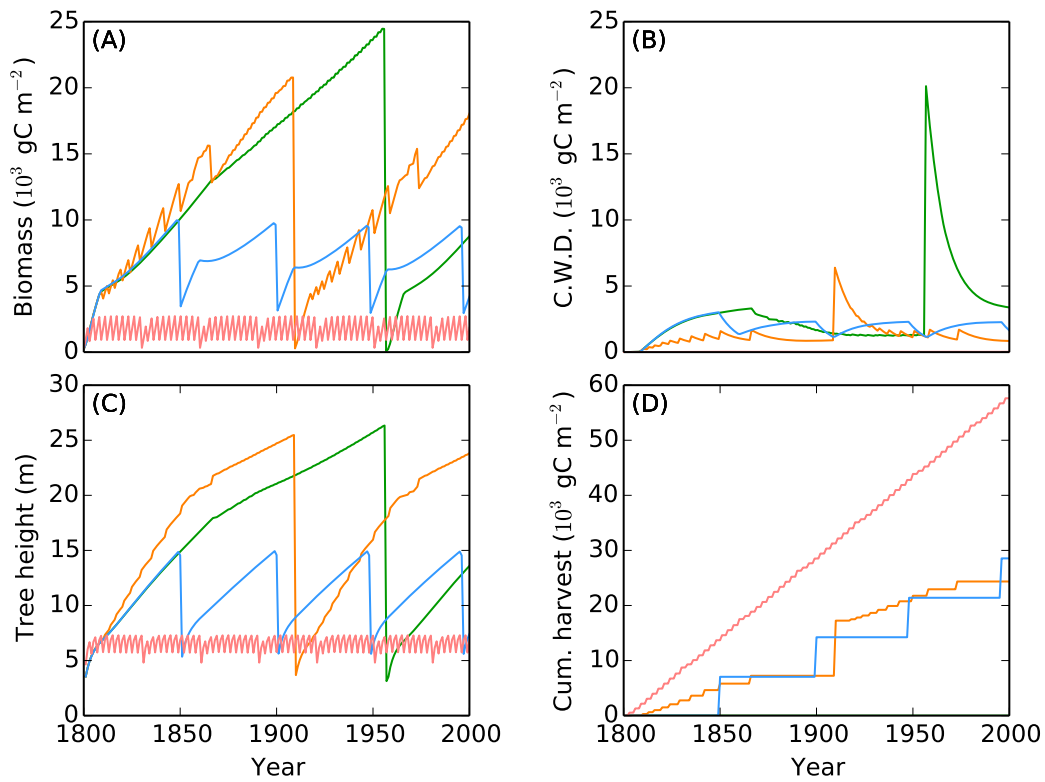 (A)
25
20
15
10
5
0
Biomass (10³ gC m⁻²)
(B)
25
20
15
10
5
0
C.W.D. (10³ gC m⁻²)
(C)
30
25
20
15
10
5
0
Tree height (m)
1800 1850 1900 1950 2000
Year
(D)
60
50
40
30
20
10
0
Cum. harvest (10³ gC m⁻²)
1800 1850 1900 1950 2000
Year